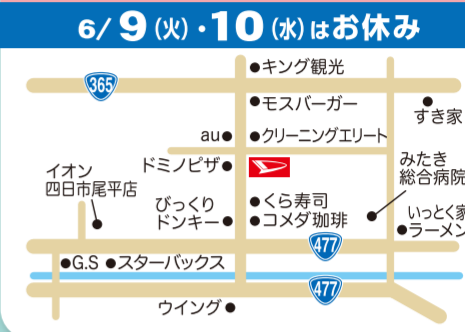 6/9(火)・10(水)はお休み
キング観光
365
モスバーガー
すき家
au
クリーニングエリート
ドミノピザ
みたき
総合病院
イオン
四日市尾平店
びっくり
ドンキー
くら寿司
コメダ珈琲
いっとく家
ラーメン
477
G.S
スターバックス
477
ウイング